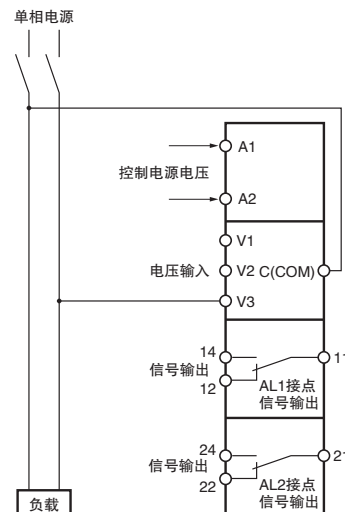 单相电源
A1
控制电源电压
A2
V1
电压输入
V2 C(COM)
V3
14
11
信号输出
12
AL1接点
信号输出
24
21
信号输出
22
AL2接点
信号输出
负载